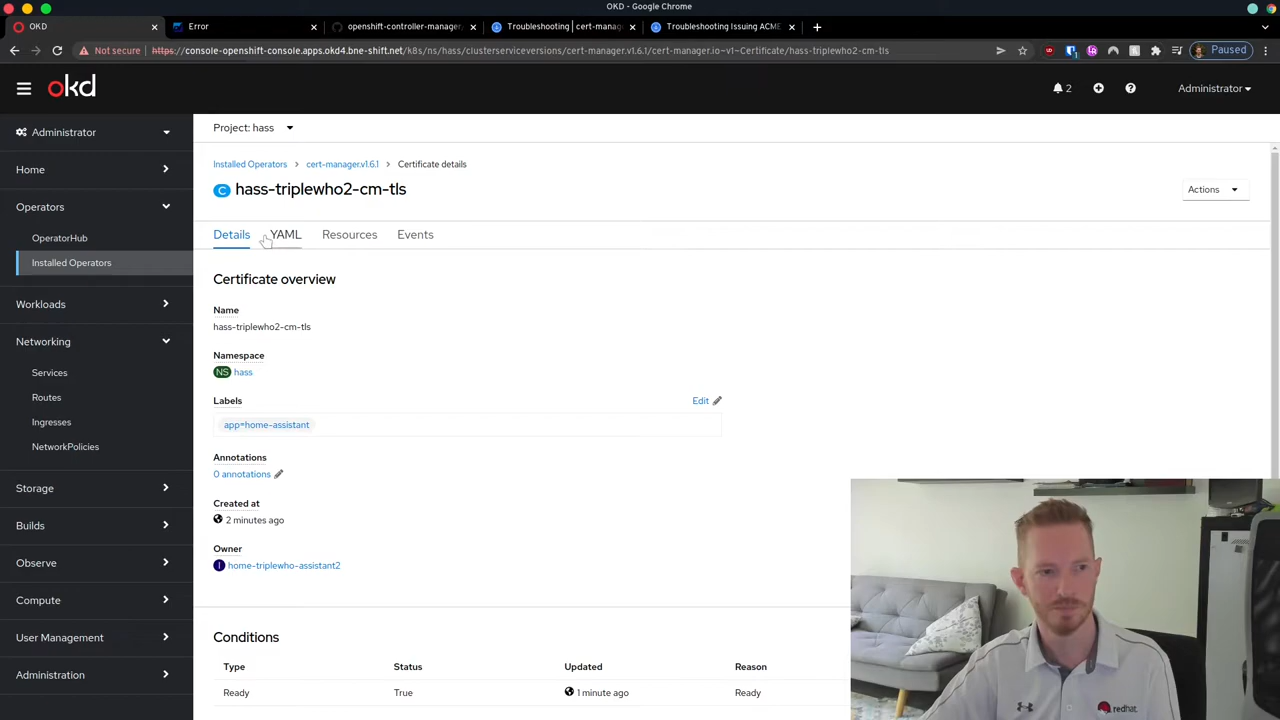 OKD - Google Chrome
OKD
Error
openshift-controller-manager
Troubleshooting | cert-manag
Troubleshooting Issuing ACME
Not secure
https://console-openshift-console.apps.okd4.bne-shift.net/k8s/ns/hass/clusterserviceversions/cert-manager.v1.6.1/cert-manager.io~v1~Certificate/hass-triplewho2-cm-tls
Paused
okd
2
Administrator
Administrator
Home
Operators
OperatorHub
Installed Operators
Workloads
Networking
Services
Routes
Ingresses
NetworkPolicies
Storage
Builds
Observe
Compute
User Management
Administration
Project: hass
Installed Operators
cert-manager.v1.6.1
Certificate details
C hass-triplewho2-cm-tls
Actions
Details
YAML
Resources
Events
Certificate overview
Name
hass-triplewho2-cm-tls
Namespace
NS hass
Labels
Edit
app=home-assistant
Annotations
0 annotations
Created at
2 minutes ago
Owner
I home-triplewho-assistant2
Conditions
Type Status Updated Reason
Ready True 1 minute ago Ready
redhat.